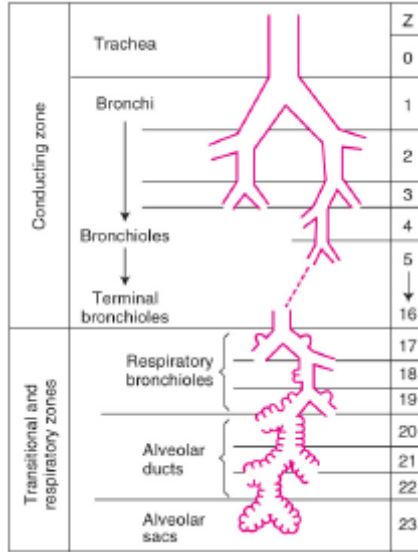 Z
Trachea
0
Bronchi
1
2
3
4
Bronchioles
5
Terminal
bronchioles
16
17
Respiratory
bronchioles
18
19
20
Alveolar
ducts
21
22
Alveolar
sacs
23
Conducting zone
Transitional and
respiratory zones